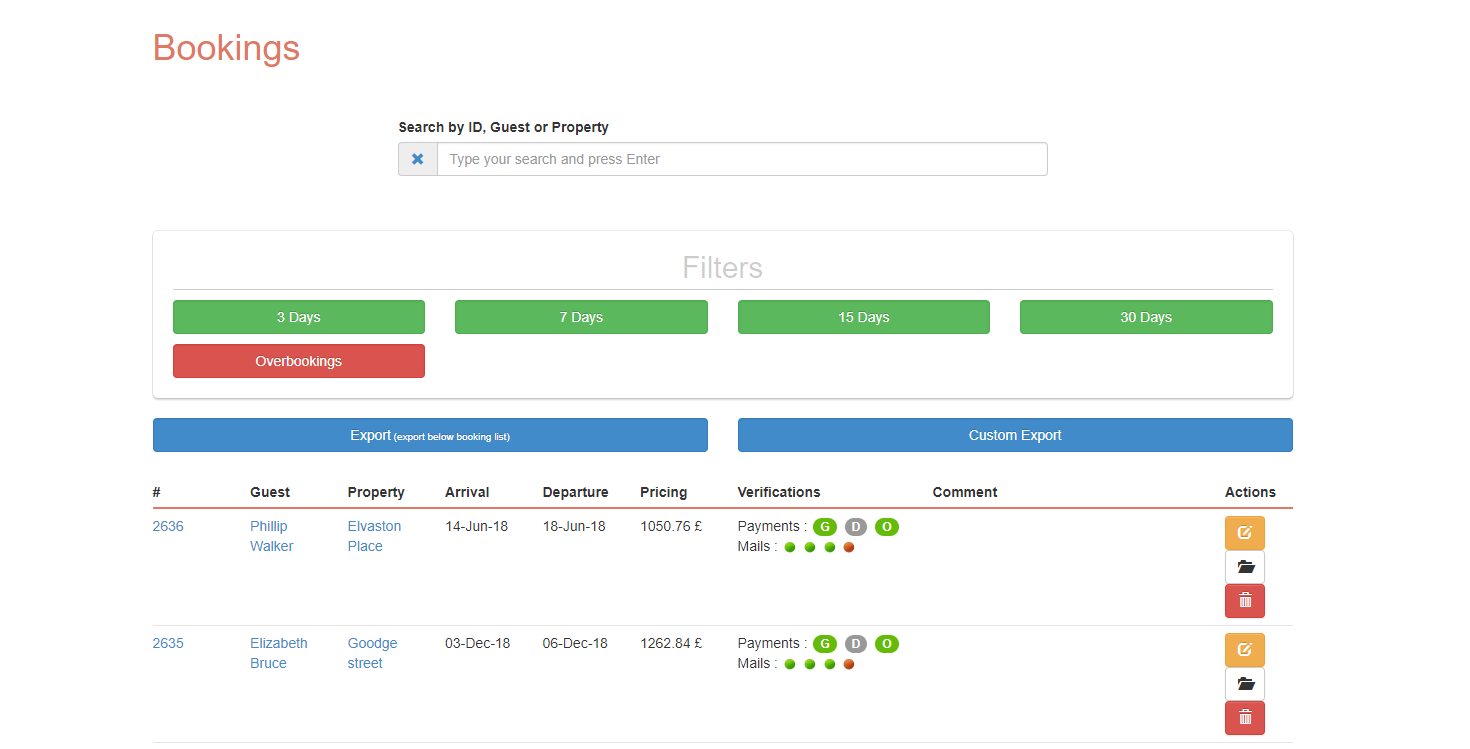 Bookings
Search by ID, Guest or Property
Type your search and press Enter
Filters
3 Days 7 Days 15 Days 30 Days
Overbookings
Export (export below booking list) Custom Export
# Guest Property Arrival Departure Pricing Verifications Comment Actions
2636 Phillip Elvaston 14-Jun-18 18-Jun-18 1050.76 £ Payments : G D O
Walker Place Mails :
2635 Elizabeth Goodge 03-Dec-18 06-Dec-18 1262.84 £ Payments : G D O
Bruce street Mails :